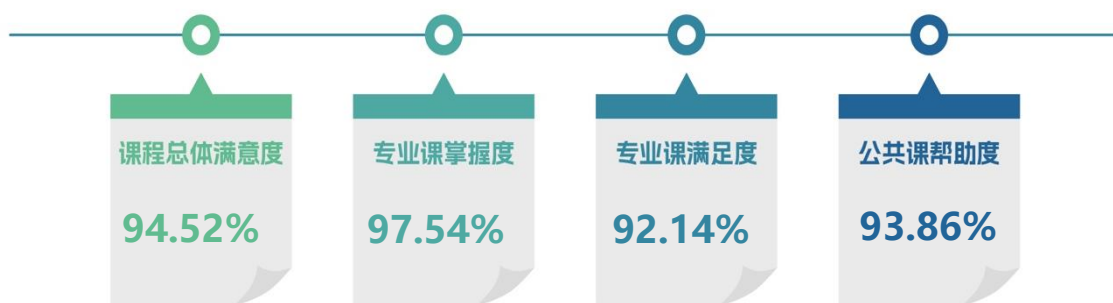 课程总体满意度
94.52%
专业课掌握度
97.54%
专业课满足度
92.14%
公共课帮助度
93.86%